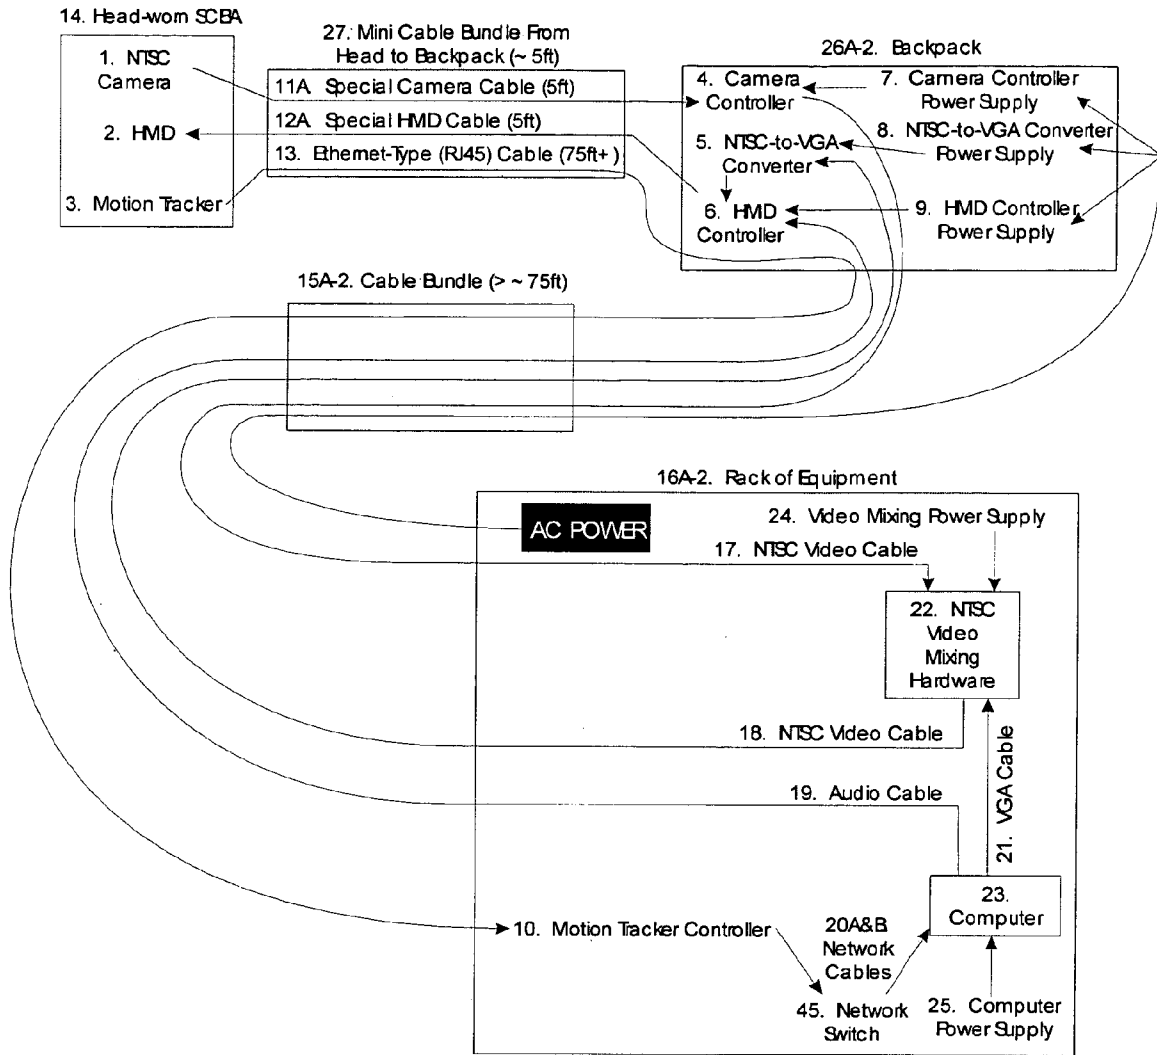 14. Head-worn SCBA
1. NTSC
Camera
2. HMD
3. Motion Tracker
27. Mini Cable Bundle From
Head to Backpack (~ 5ft)
11A. Special Camera Cable (5ft)
12A. Special HMD Cable (5ft)
13. Ethernet-Type (RJ45) Cable (75ft+ )
26A-2. Backpack
4. Camera
Controller
7. Camera Controller
Power Supply
5. NTSC-to-VGA
Converter
8. NTSC-to-VGA Converter
Power Supply
6. HMD
Controller
9. HMD Controller
Power Supply
15A-2. Cable Bundle (> ~ 75ft)
16A-2. Rack of Equipment
AC POWER
24. Video Mixing Power Supply
17. NTSC Video Cable
22. NTSC
Video
Mixing
Hardware
18. NTSC Video Cable
21. VGA Cable
19. Audio Cable
23.
Computer
10. Motion Tracker Controller
20A&B
Network
Cables
45. Network
Switch
25. Computer
Power Supply